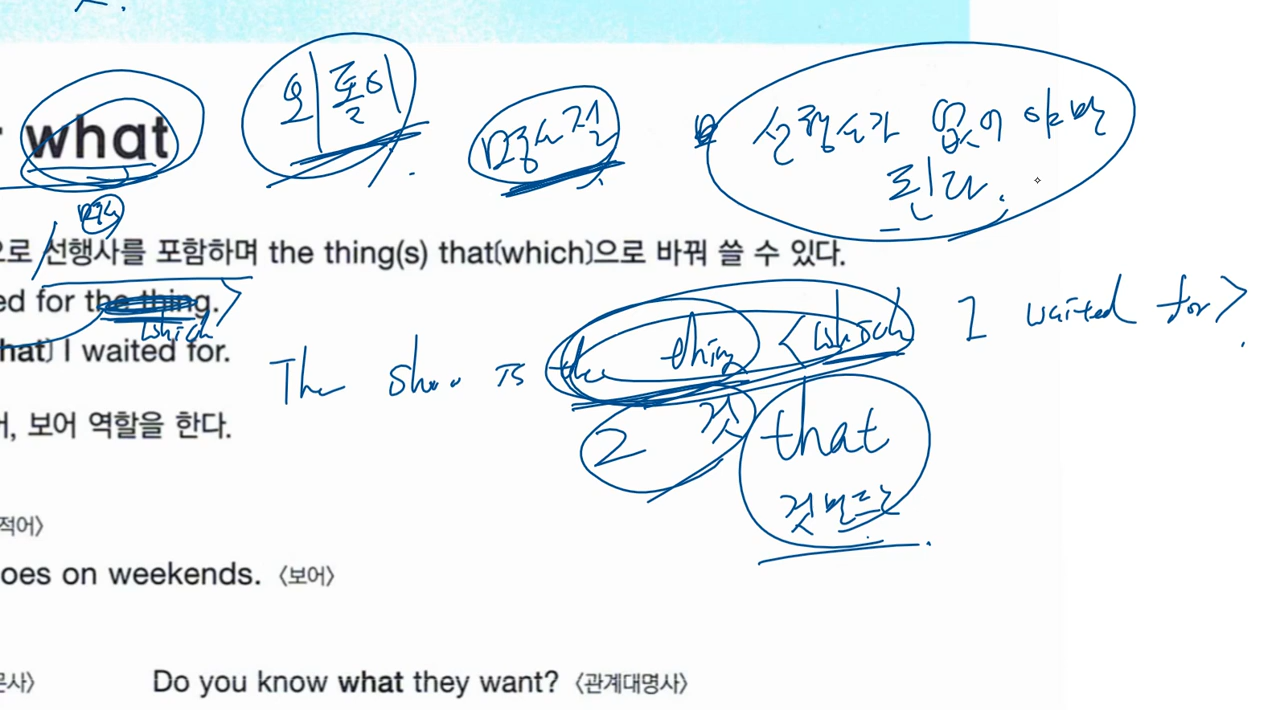 what
외톨이
명사절
선행사가 없어야만
된다.
명사
으로 선행사를 포함하며 the thing(s) that(which)으로 바꿔 쓸 수 있다.
ed for the thing.
which
hat) I waited for.
The show is the thing <which I waited for>.
어, 보어 역할을 한다.
것
that
적어>
oes on weekends. <보어>
문사>
Do you know what they want? <관계대명사>